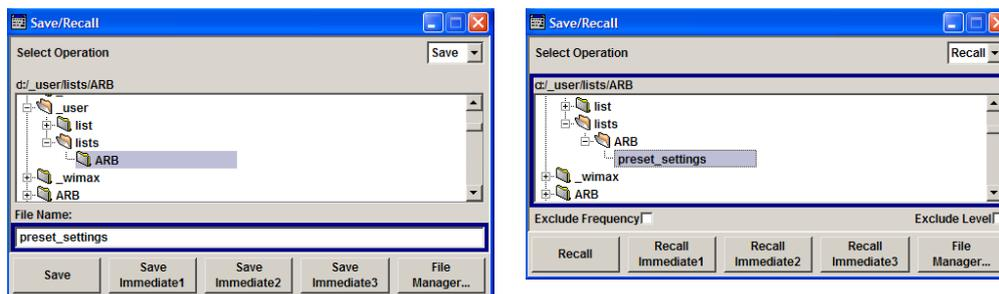 Save/Recall
Select Operation
Save
d:/_user/lists/ARB
_user
list
lists
ARB
_wimax
ARB
File Name:
preset_settings
Save
Save Immediate1
Save Immediate2
Save Immediate3
File Manager...
Save/Recall
Select Operation
Recall
d:/_user/lists/ARB
list
lists
ARB
preset_settings
_wimax
ARB
Exclude Frequency
Exclude Level
Recall
Recall Immediate1
Recall Immediate2
Recall Immediate3
File Manager...